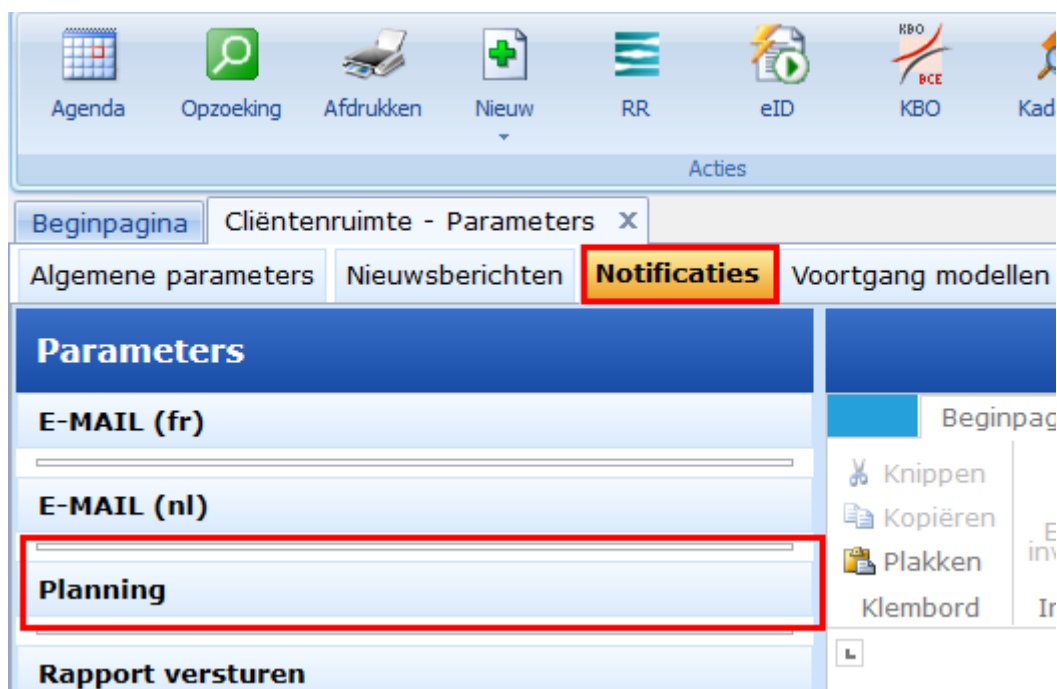 KBO
BCE
Agenda Opzoeking Afdrukken Nieuw RR eID KBO
Acties
Beginpagina Cliëntenruimte - Parameters X
Algemene parameters Nieuwsberichten Notificaties Voortgang modellen
Parameters
E-MAIL (fr)
E-MAIL (nl)
Planning
Rapport versturen
Knippen
Kopiëren
Plakken
Klembord